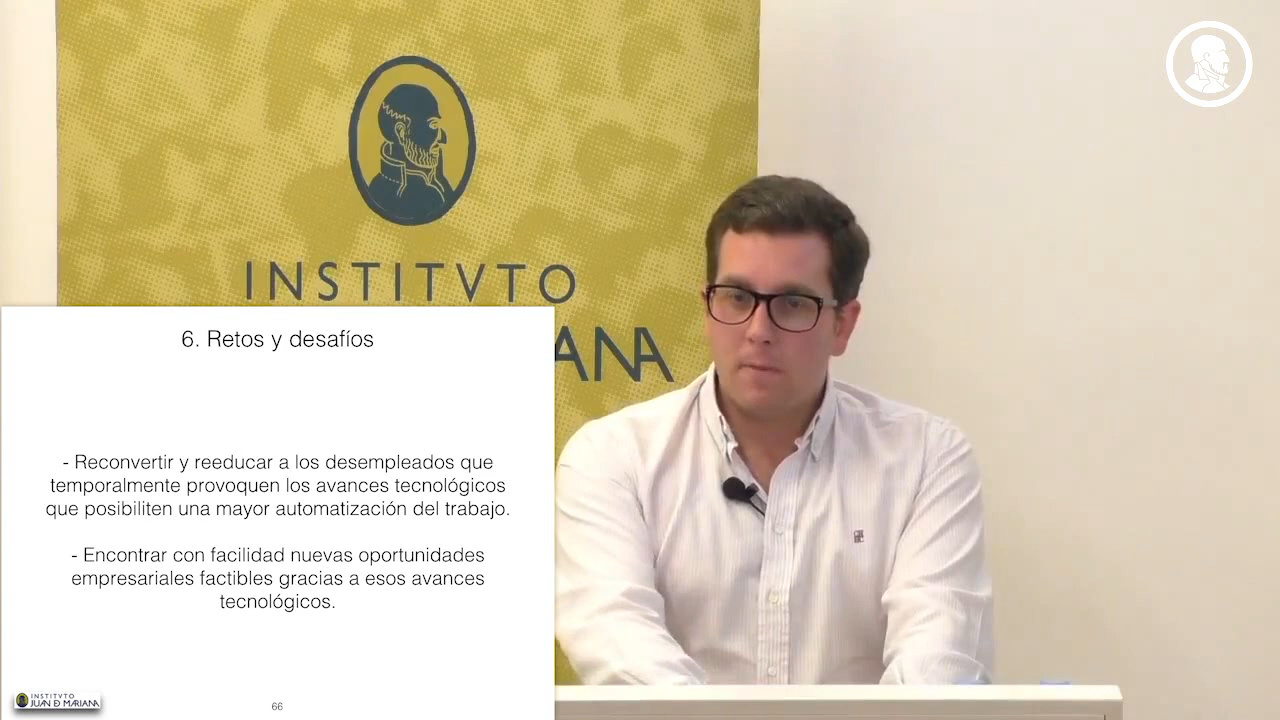 INSTITVTO
ANA
6. Retos y desafíos
- Reconvertir y reeducar a los desempleados que
temporalmente provoquen los avances tecnológicos
que posibiliten una mayor automatización del trabajo.
- Encontrar con facilidad nuevas oportunidades
empresariales factibles gracias a esos avances
tecnológicos.
INSTITVTO
JUAN DE MARIANA
66